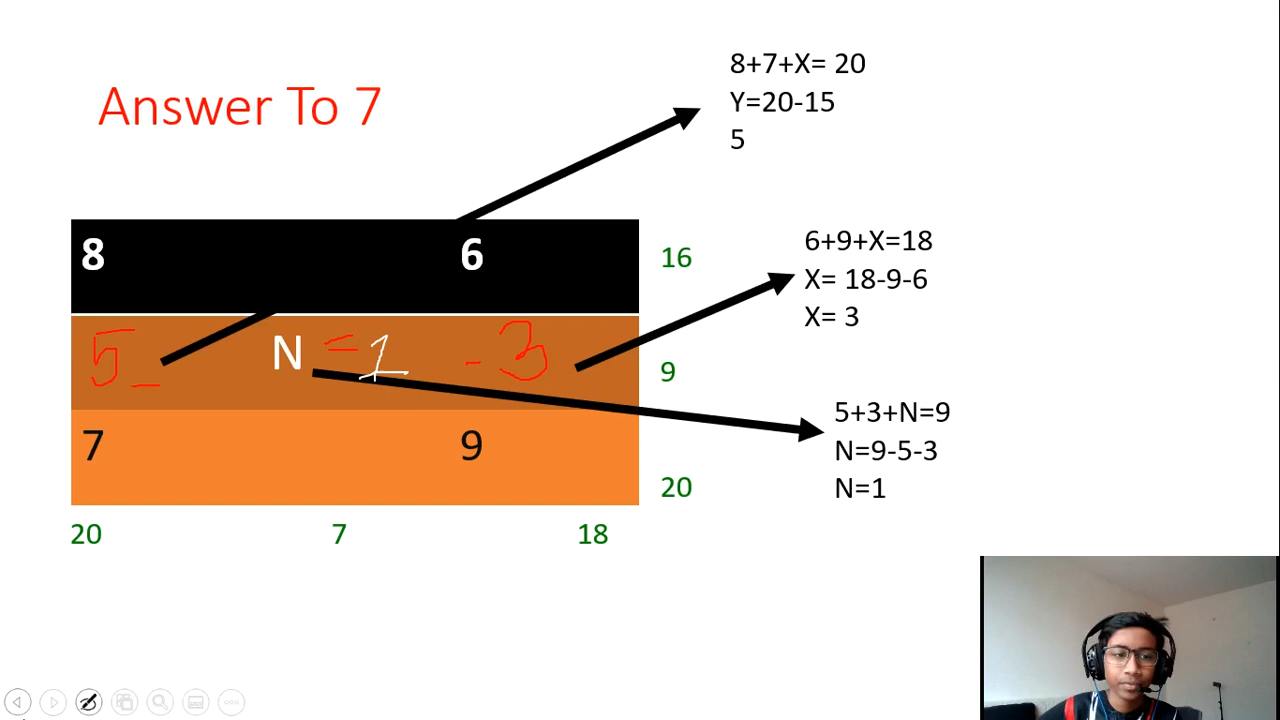 Answer To 7
8+7+X= 20
Y=20-15
5
8 6 16
6+9+X=18
X= 18-9-6
X= 3
5_ N =1 -3 9
5+3+N=9
N=9-5-3
N=1
7 9 20
20 7 18